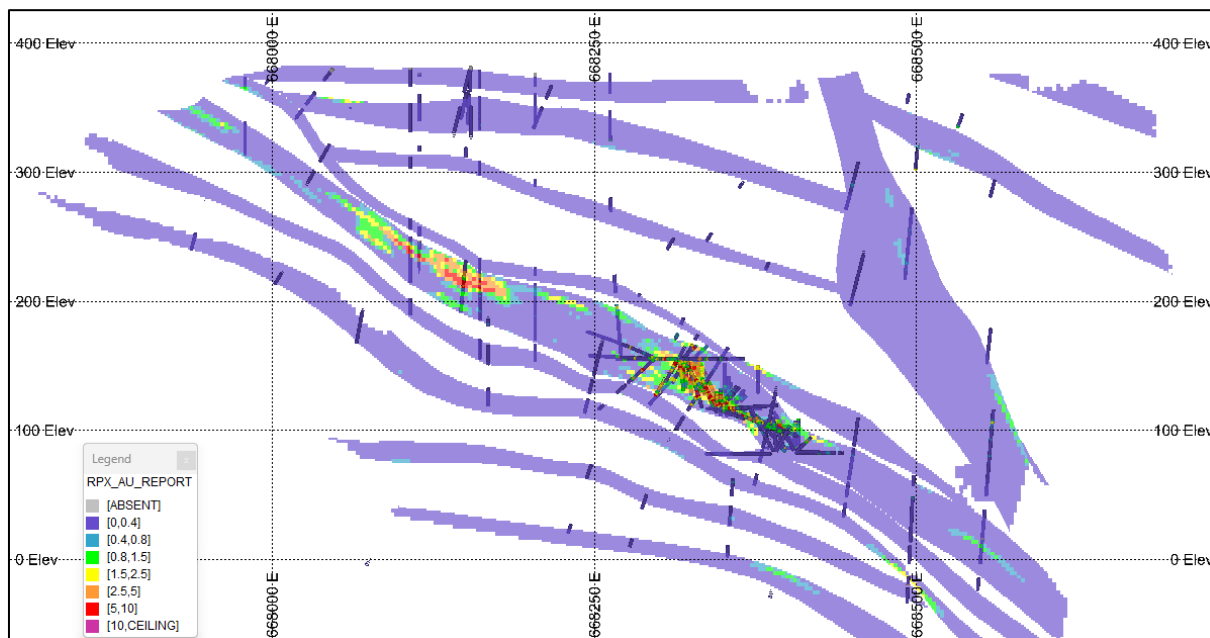 668000 E
668250 E
668500 E
400 Elev
400 Elev
300 Elev
300 Elev
200 Elev
200 Elev
100 Elev
100 Elev
0 Elev
0 Elev
Legend
x
RPX_AU_REPORT
[ABSENT]
[0,0.4]
[0.4,0.8]
[0.8,1.5]
[1.5,2.5]
[2.5,5]
[5,10]
[10,CEILING]
668000 E
668250 E
668500 E